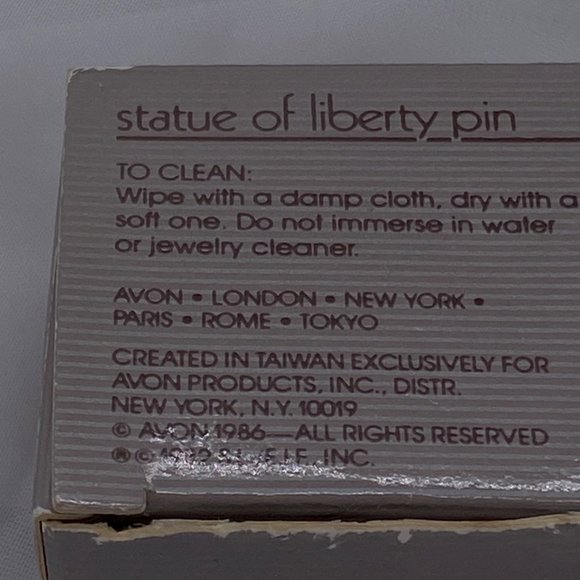 statue of liberty pin
TO CLEAN:
Wipe with a damp cloth, dry with a
soft one. Do not immerse in water
or jewelry cleaner.
AVON • LONDON • NEW YORK •
PARIS • ROME • TOKYO
CREATED IN TAIWAN EXCLUSIVELY FOR
AVON PRODUCTS, INC., DISTR.
NEW YORK, N.Y. 10019
© AVON 1986—ALL RIGHTS RESERVED
® © INC.